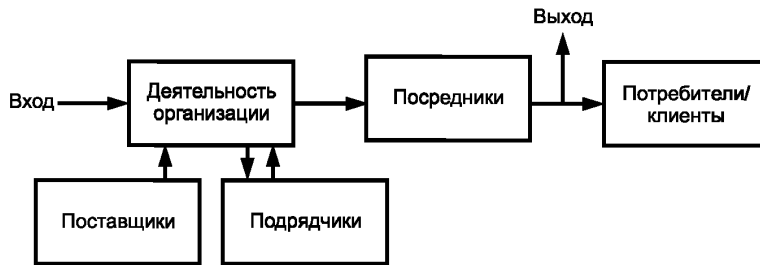 Выход
Вход
Деятельность
организации
Посредники
Потребители/
клиенты
Поставщики
Подрядчики